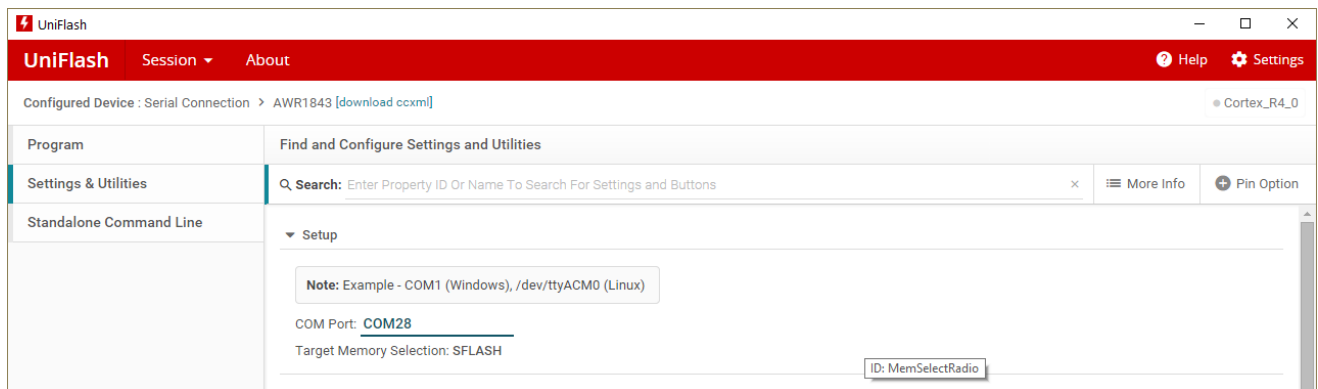 UniFlash
UniFlash Session About Help Settings
Configured Device : Serial Connection > AWR1843 [download ccxml] Cortex_R4_0
Program
Settings & Utilities
Standalone Command Line
Find and Configure Settings and Utilities
Search: Enter Property ID Or Name To Search For Settings and Buttons × More Info Pin Option
Setup
Note: Example - COM1 (Windows), /dev/ttyACM0 (Linux)
COM Port: COM28
Target Memory Selection: SFLASH
ID: MemSelectRadio